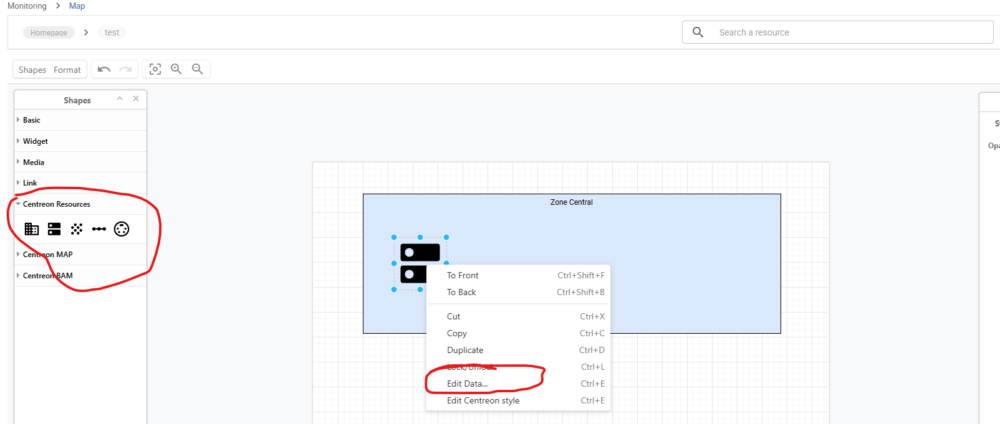 Monitoring > Map
Homepage > test
Search a resource
Shapes Format
Shapes
Basic
Widget
Media
Link
Centreon Resources
Centreon MAP
Centreon BAM
Zone Central
To Front Ctrl+Shift+F
To Back Ctrl+Shift+B
Cut Ctrl+X
Copy Ctrl+C
Duplicate Ctrl+D
Lock/Unlock Ctrl+L
Edit Data... Ctrl+E
Edit Centreon style Ctrl+E
Opa